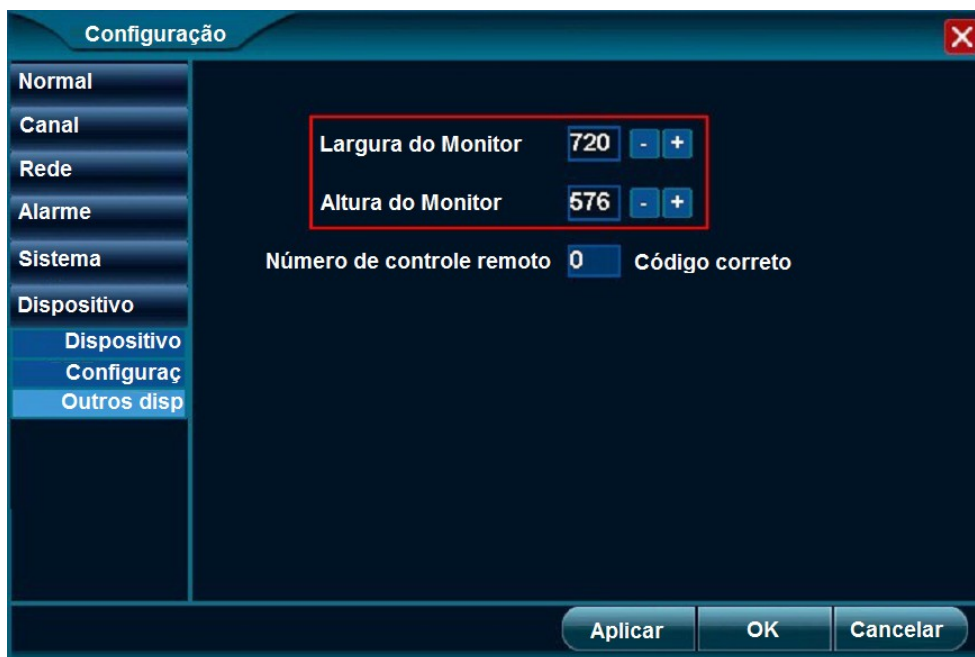 Configuração
Normal
Canal
Rede
Alarme
Sistema
Dispositivo
Dispositivo
Configuraç
Outros disp
Largura do Monitor 720 - +
Altura do Monitor 576 - +
Número de controle remoto 0 Código correto
Aplicar OK Cancelar